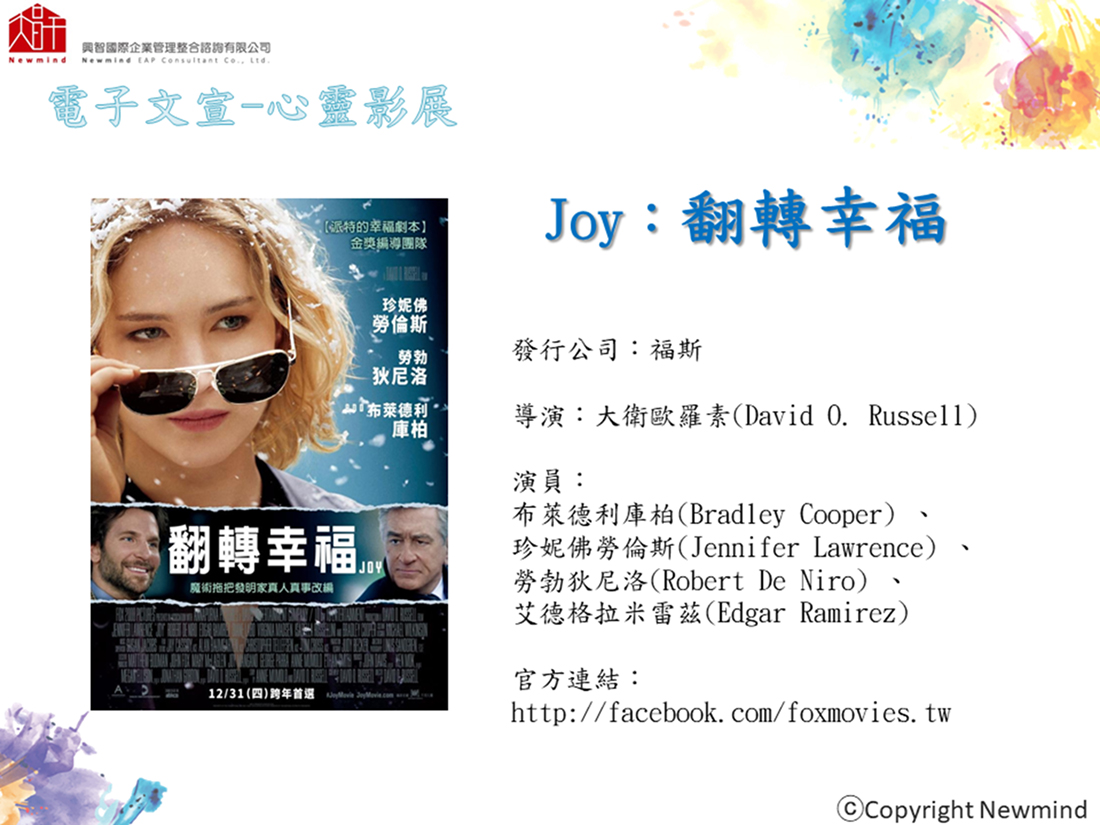 Newmind
興智國際企業管理整合諮詢有限公司
Newmind EAP Consultant Co., Ltd.
電子文宣-心靈影展
Joy：翻轉幸福
【派特的幸福劇本】
金獎編導團隊
珍妮佛
勞倫斯
勞勃
狄尼洛
布萊德利
庫柏
翻轉幸福JOY
魔術拖把發明家真人真事改編
12/31(四)跨年首選
#JoyMovie JoyMovie.com
發行公司：福斯
導演：大衛歐羅素(David O. Russell)
演員：
布萊德利庫柏(Bradley Cooper) 、
珍妮佛勞倫斯(Jennifer Lawrence) 、
勞勃狄尼洛(Robert De Niro) 、
艾德格拉米雷茲(Edgar Ramirez)
官方連結：
http://facebook.com/foxmovies.tw
ⓒCopyright Newmind